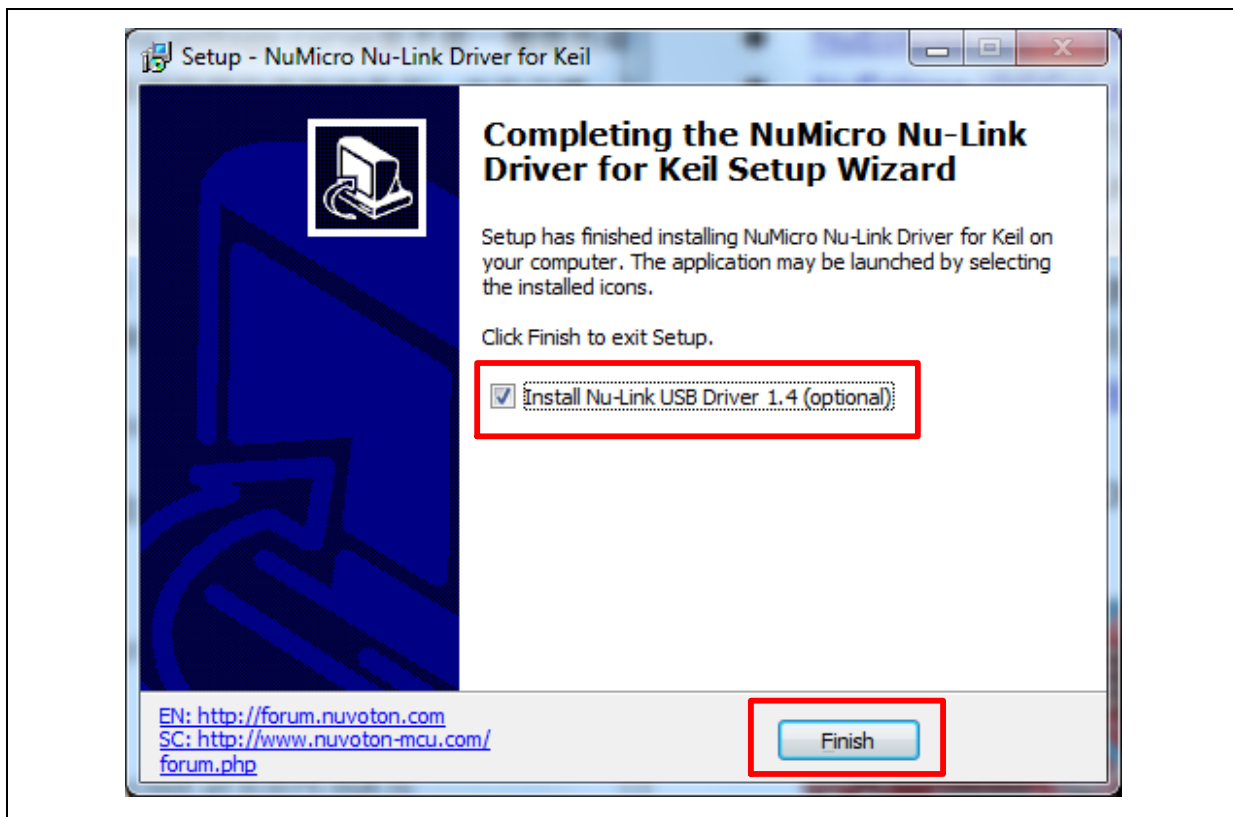 Setup - NuMicro Nu-Link Driver for Keil
Completing the NuMicro Nu-Link
Driver for Keil Setup Wizard
Setup has finished installing NuMicro Nu-Link Driver for Keil on
your computer. The application may be launched by selecting
the installed icons.
Click Finish to exit Setup.
Install Nu-Link USB Driver 1.4 (optional)
EN: http://forum.nuvoton.com
SC: http://www.nuvoton-mcu.com/
forum.php
Finish